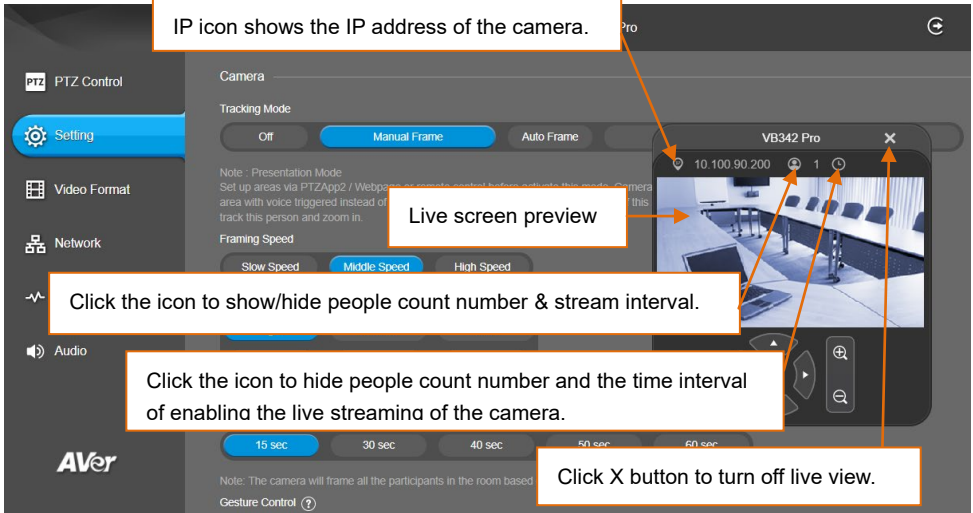 IP icon shows the IP address of the camera.
Pro
PTZ PTZ Control
Setting
Video Format
Network
Audio
AVer
Camera
Tracking Mode
Off Manual Frame Auto Frame
Note : Presentation Mode
Set up areas via PTZApp2 / Webpage or remote control before activate this mode. Camera
area with voice triggered instead of
this
track this person and zoom in.
Live screen preview
Framing Speed
Slow Speed Middle Speed High Speed
VB342 Pro
10.100.90.200 1
Click the icon to show/hide people count number & stream interval.
Click the icon to hide people count number and the time interval
of enabling the live streaming of the camera.
15 sec 30 sec 40 sec 50 sec 60 sec
Click X button to turn off live view.
Note: The camera will frame all the participants in the room based
Gesture Control ?